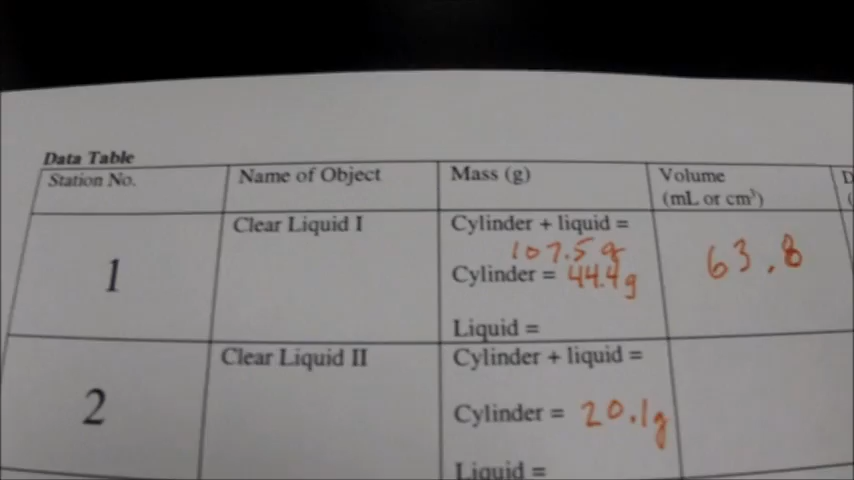 Data Table
Station No. Name of Object Mass (g) Volume
(mL or cm³)
Clear Liquid I Cylinder + liquid =
107.5 g
63.8
1 Cylinder = 44.4g
Liquid =
Clear Liquid II Cylinder + liquid =
2 Cylinder = 20.1g
Liquid =